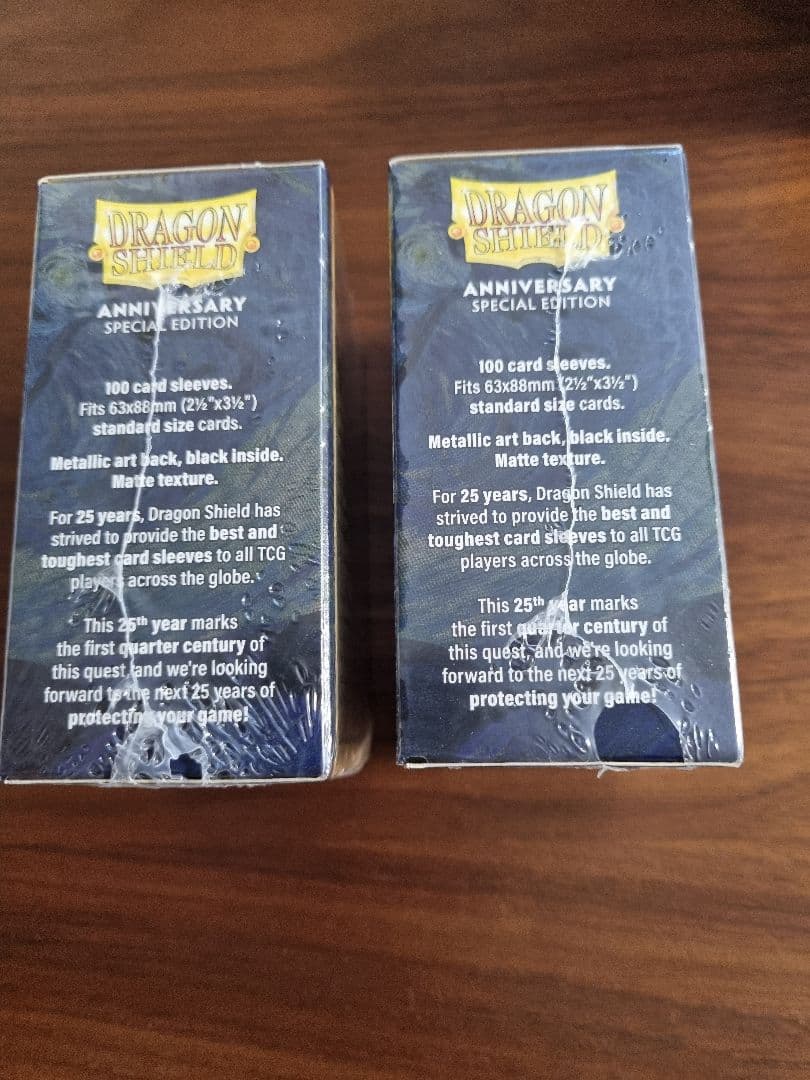 DRAGON
SHIELD
ANNIVERSARY
SPECIAL EDITION
100 card sleeves.
Fits 63x88mm (2½"x3½")
standard size cards.
Metallic art back, black inside.
Matte texture.
For 25 years, Dragon Shield has
strived to provide the best and
toughest card sleeves to all TCG
players across the globe.
This 25th year marks
the first quarter century of
this quest, and we're looking
forward to the next 25 years of
protecting your game!
DRAGON
SHIELD
ANNIVERSARY
SPECIAL EDITION
100 card sleeves.
Fits 63x88mm (2½"x3½")
standard size cards.
Metallic art back, black inside.
Matte texture.
For 25 years, Dragon Shield has
strived to provide the best and
toughest card sleeves to all TCG
players across the globe.
This 25th year marks
the first quarter century of
this quest, and we're looking
forward to the next 25 years of
protecting your game!